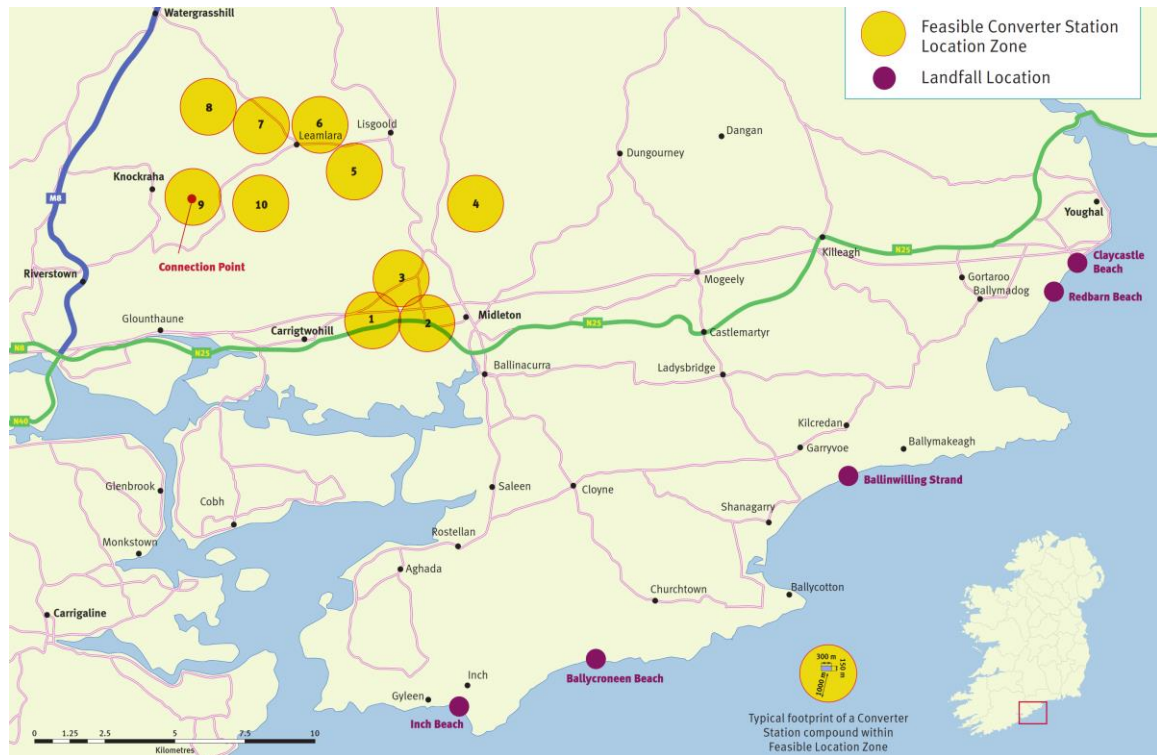 Feasible Converter Station
Location Zone
Landfall Location
Watergrasshill
8
7
6
Lisgoold
Leamlara
5
Dangan
Dungourney
Knockraha
M8
9
10
4
Youghal
Connection Point
Killeagh
N25
Claycastle
Beach
Riverstown
3
Mogeely
Gortaroo
Ballymadog
Redbarn Beach
Glounthaune
Carrigtwohill
1
2
Midleton
N25
Castlemartyr
N8
N25
Ballinacurra
Ladysbridge
N40
Kilcredan
Garryvoe
Ballymakeagh
Ballinwilling Strand
Glenbrook
Cobh
Saleen
Cloyne
Shanagarry
Monkstown
Rostellan
Aghada
Churchtown
Ballycotton
Carrigaline
300 m
150 m
1000 m
Inch
Ballycroneen Beach
Gyleen
Inch Beach
Typical footprint of a Converter
Station compound within
Feasible Location Zone
0 1.25 2.5 5 7.5 10
Kilometres